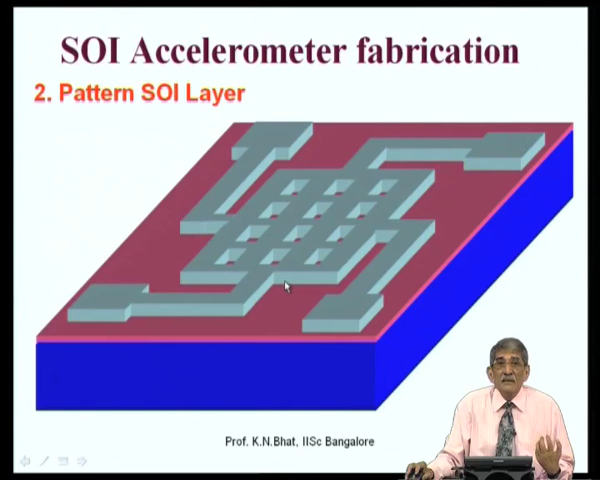 SOI Accelerometer fabrication
2. Pattern SOI Layer
Prof. K.N.Bhat, IISc Bangalore